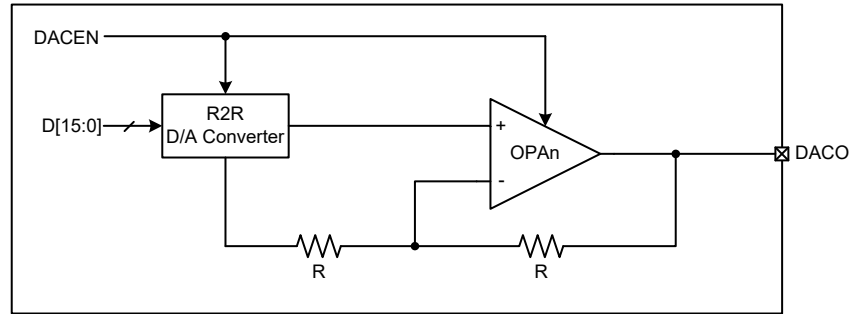 DACEN
R2R
D[15:0]
D/A Converter
+
OPAn
DACO
-
R
R